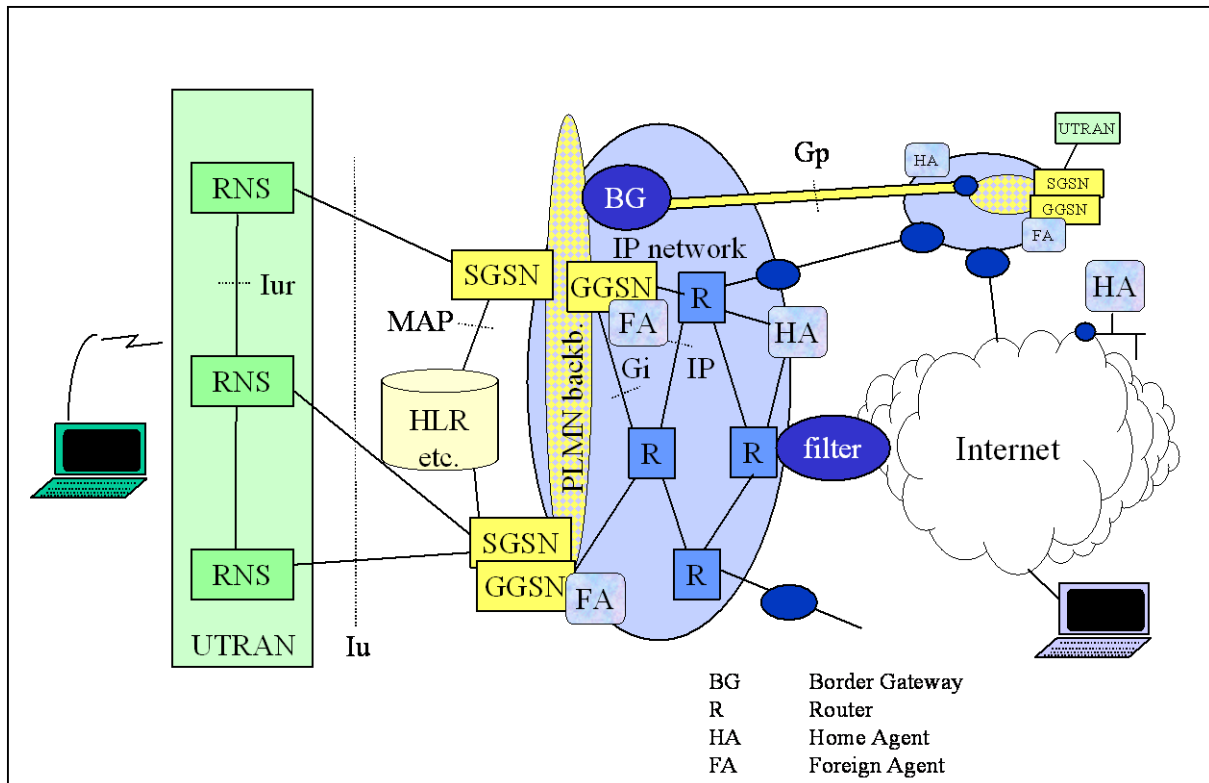 UTRAN
RNS
HA
Gp
SGSN
BG
GGSN
FA
IP network
SGSN
GGSN
R
Iur
FA
HA
HA
MAP
Gi
IP
PLMN backb.
RNS
HLR
etc.
R
R
filter
Internet
SGSN
RNS
GGSN
FA
R
UTRAN
Iu
BG Border Gateway
R Router
HA Home Agent
FA Foreign Agent